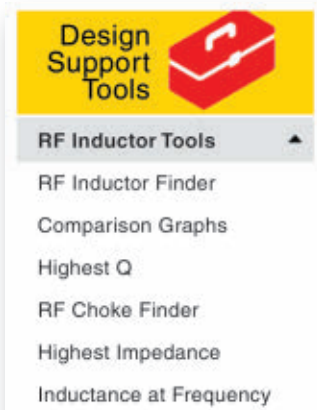 Design
Support
Tools
RF Inductor Tools
RF Inductor Finder
Comparison Graphs
Highest Q
RF Choke Finder
Highest Impedance
Inductance at Frequency